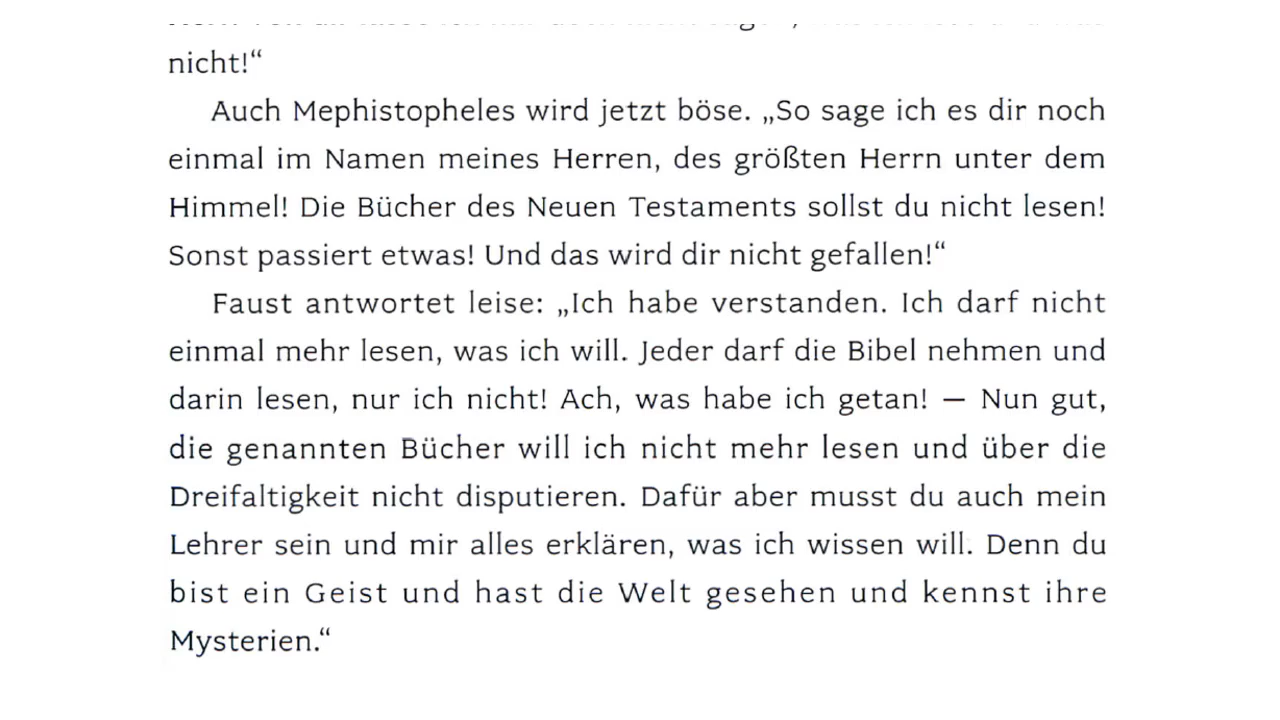 nicht!“
Auch Mephistopheles wird jetzt böse. „So sage ich es dir noch
einmal im Namen meines Herren, des größten Herrn unter dem
Himmel! Die Bücher des Neuen Testaments sollst du nicht lesen!
Sonst passiert etwas! Und das wird dir nicht gefallen!“
Faust antwortet leise: „Ich habe verstanden. Ich darf nicht
einmal mehr lesen, was ich will. Jeder darf die Bibel nehmen und
darin lesen, nur ich nicht! Ach, was habe ich getan! — Nun gut,
die genannten Bücher will ich nicht mehr lesen und über die
Dreifaltigkeit nicht disputieren. Dafür aber musst du auch mein
Lehrer sein und mir alles erklären, was ich wissen will. Denn du
bist ein Geist und hast die Welt gesehen und kennst ihre
Mysterien.“